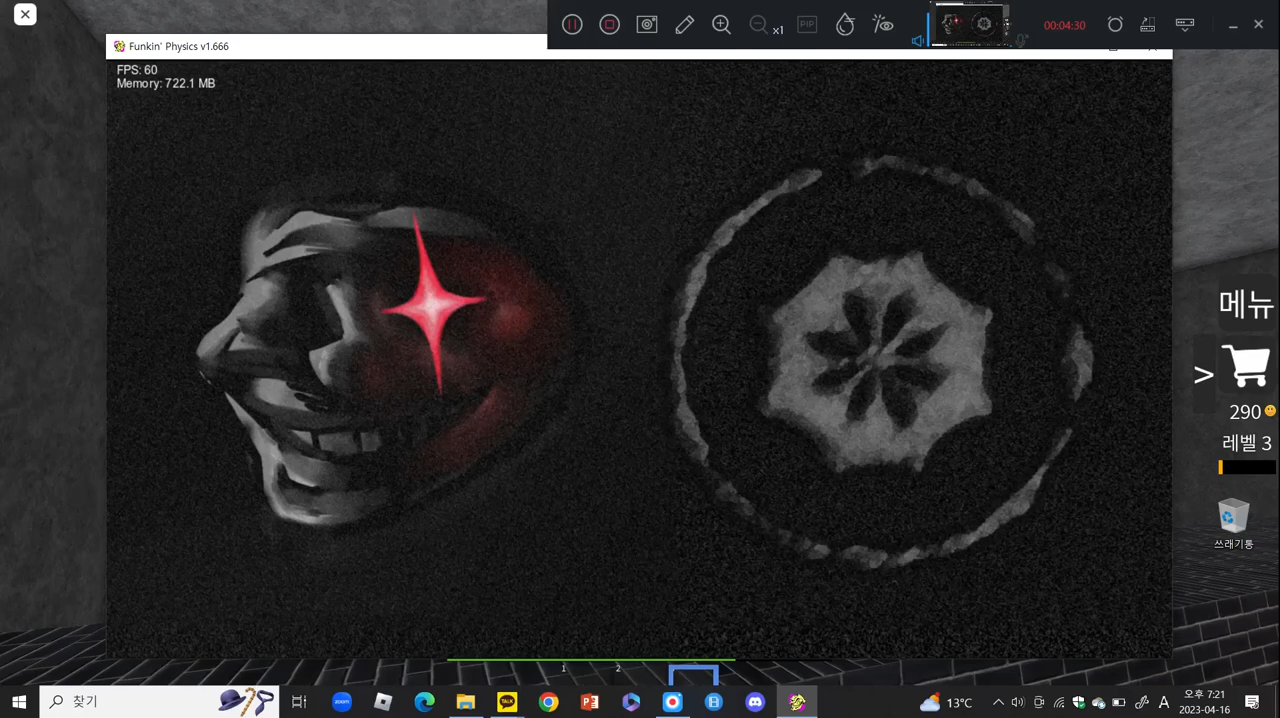 PIP
x1
00:04:30
Funkin' Physics v1.666
FPS: 60
Memory: 722.1 MB
메뉴
>
290
레벨 3
쓰레기통
1
2
찾기
zoom
TALK
13°C
A
오후 7:21
2023-04-16